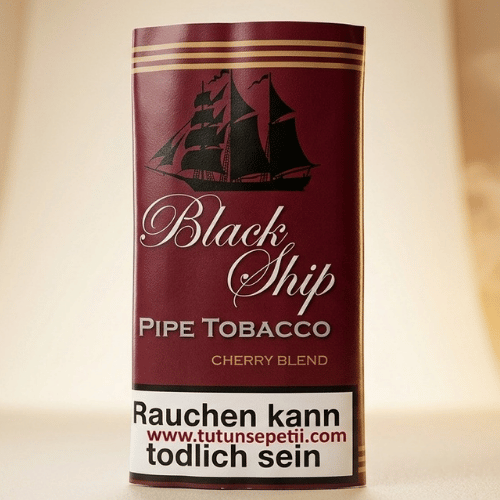 Black
Ship
PIPE TOBACCO
CHERRY BLEND
Rauchen kann
www.tutunsepetii.com
todlich sein